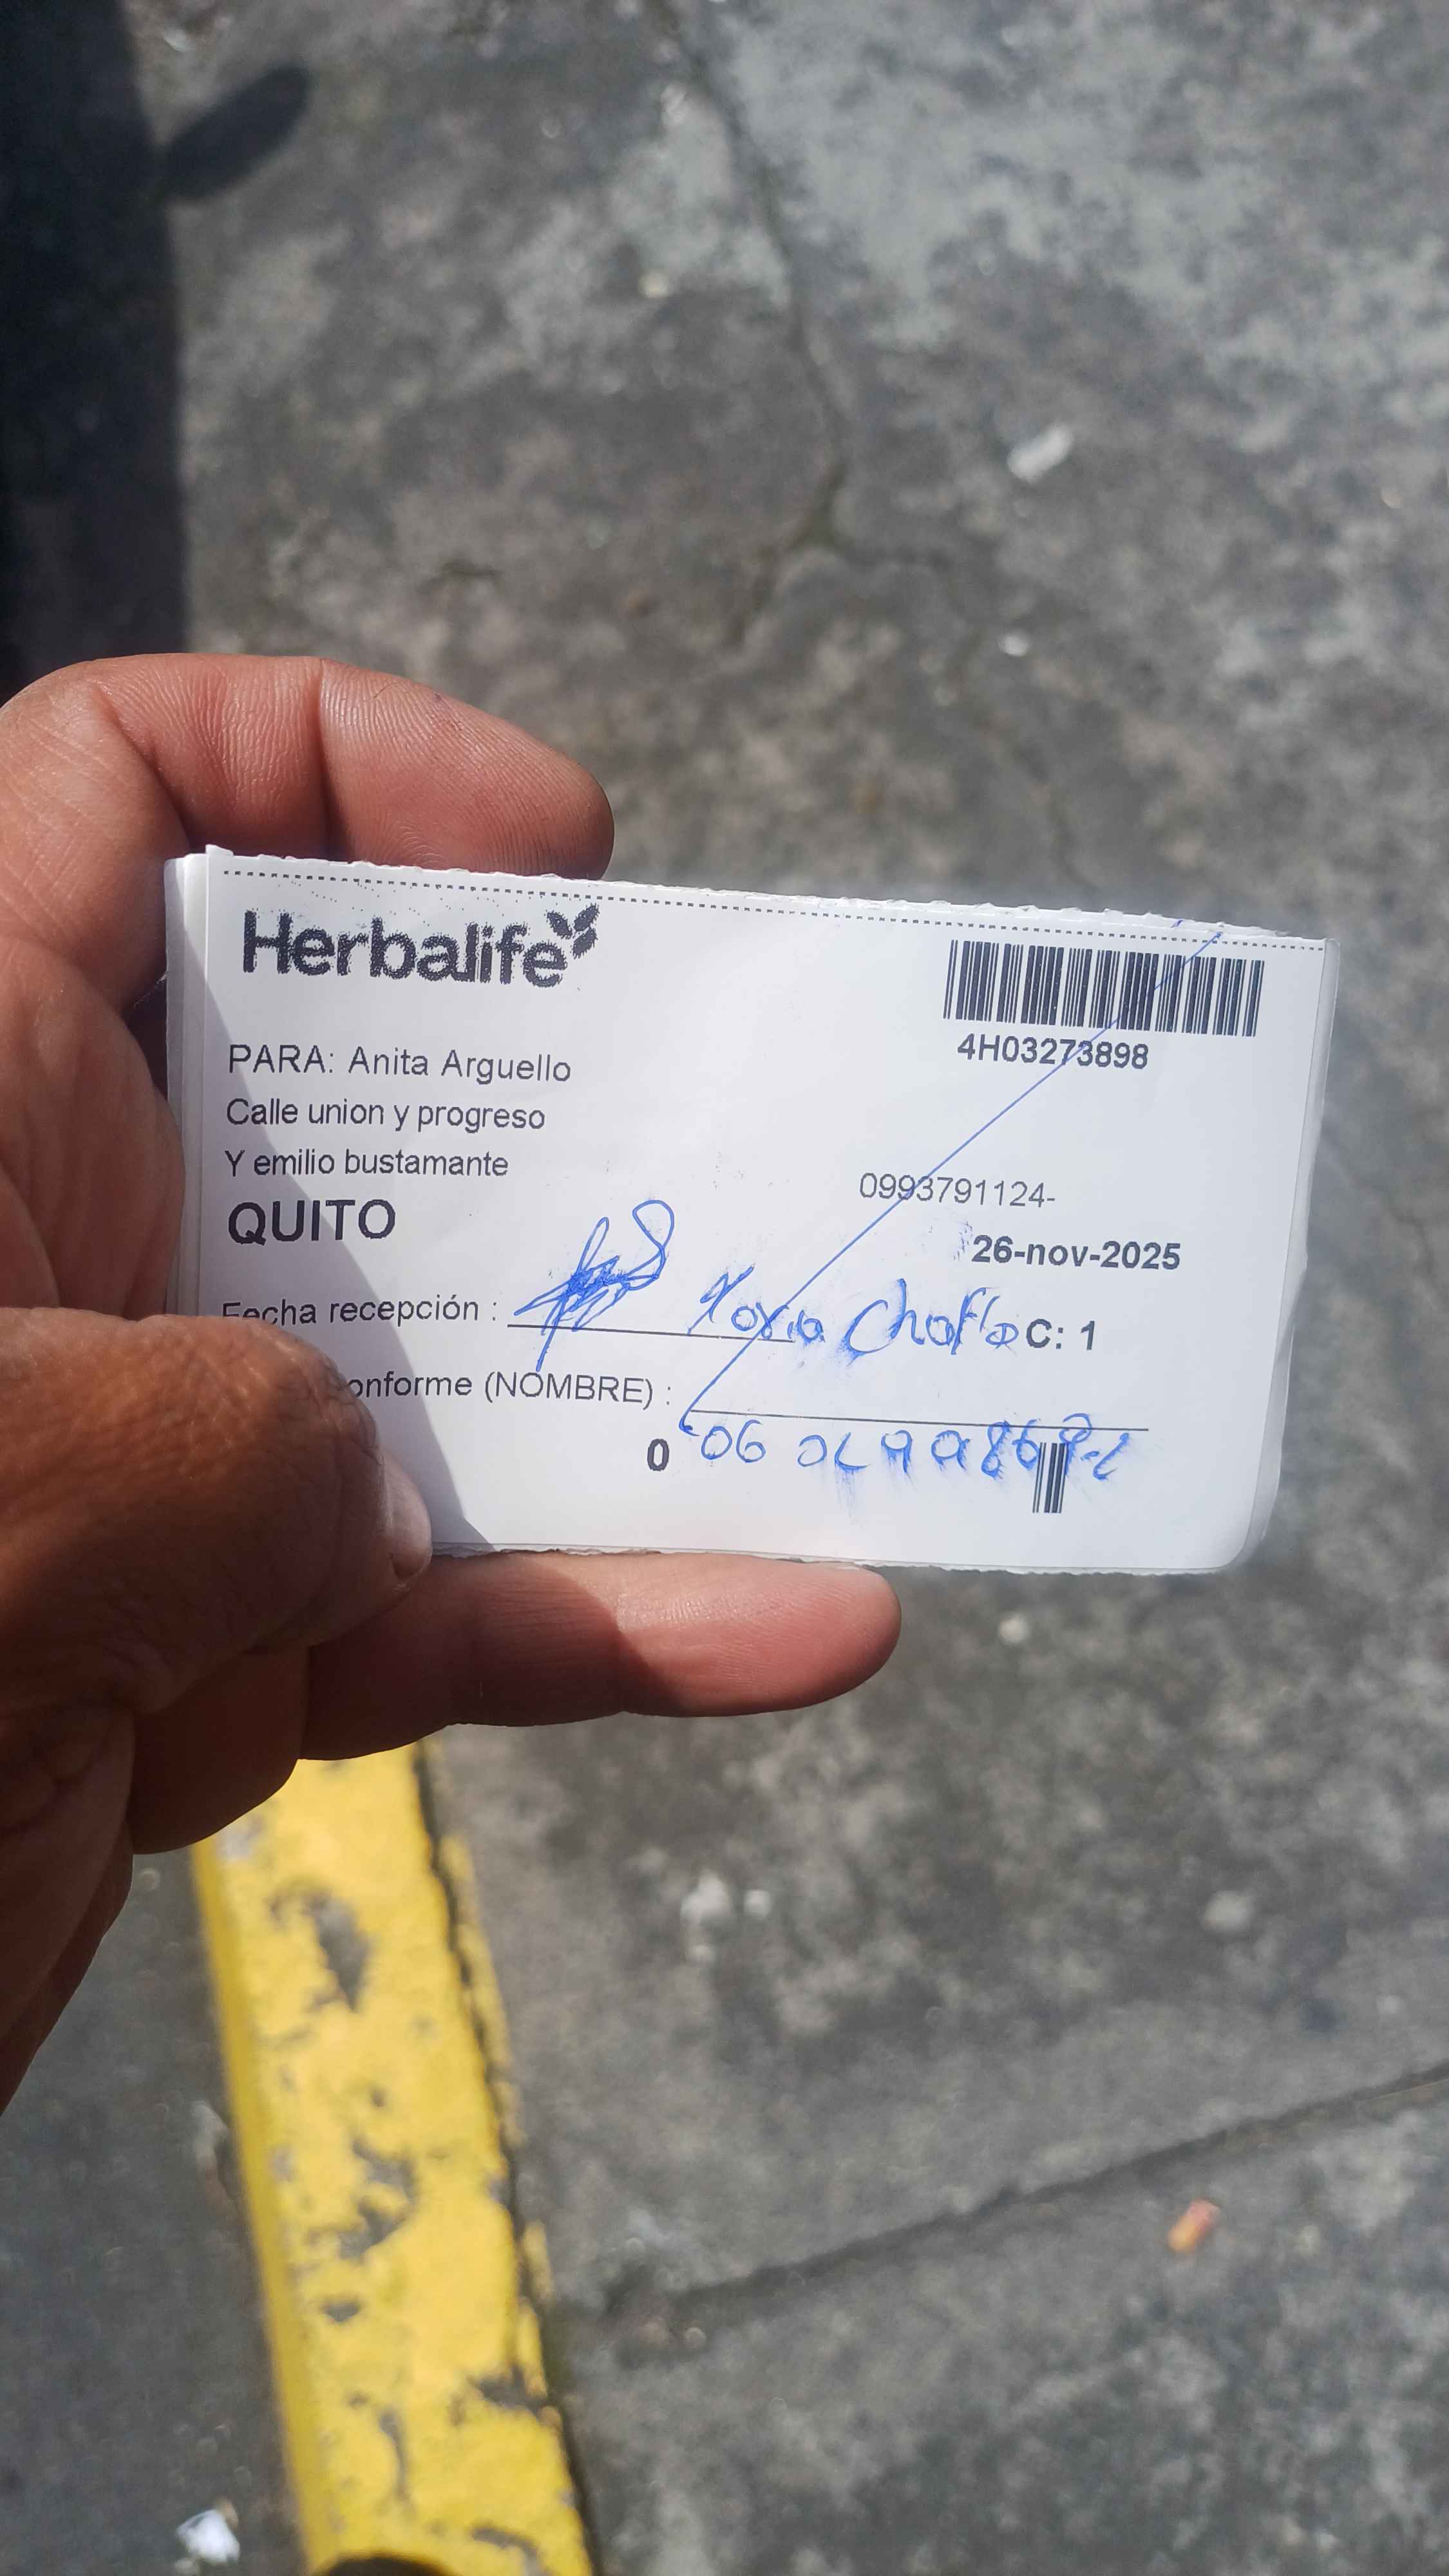 Herbalife
4H03273898
PARA: Anita Arguello
Calle union y progreso
Y emilio bustamante
0993791124-
QUITO
26-nov-2025
Fecha recepción :
C: 1
onforme (NOMBRE) :
0